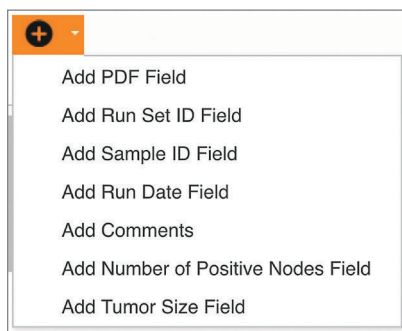 Add PDF Field
Add Run Set ID Field
Add Sample ID Field
Add Run Date Field
Add Comments
Add Number of Positive Nodes Field
Add Tumor Size Field